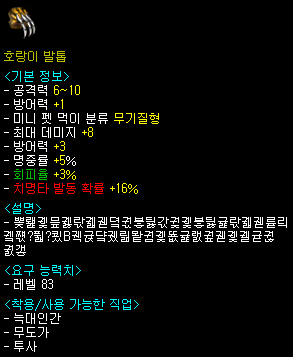 호랑이 발톱
<기본 정보>
- 공격력 6~10
- 방어력 +1
- 미니 펫 먹이 분류 무기질형
- 최대 데미지 +8
- 방어력 +3
- 명중률 +5%
- 회피율 +3%
- 치명타 발동 확률 +16%
<설명>
<요구 능력치>
- 레벨 83
<착용/사용 가능한 직업>
- 늑대인간
- 무도가
- 투사